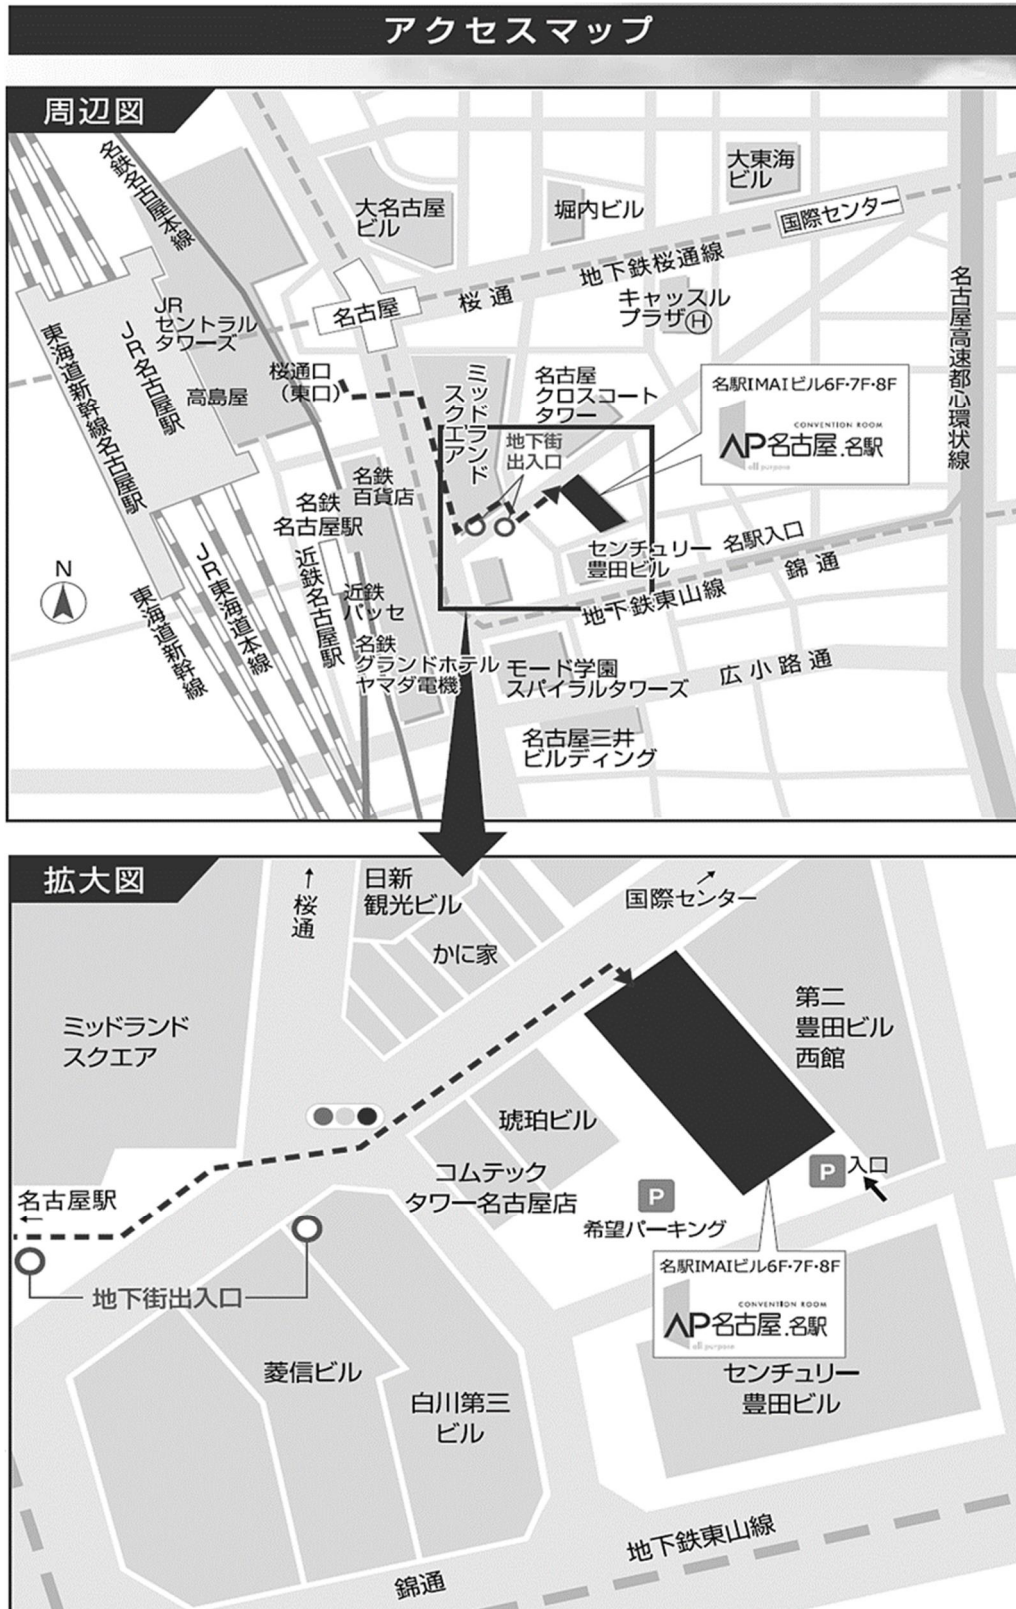 アクセスマップ
周辺図
名鉄名古屋本線
大名古屋
ビル
堀内ビル
大東海
ビル
国際センター
地下鉄桜通線
桜通
名古屋
キャッスル
プラザ
H
名古屋高速都心環状線
JR
セントラル
タワーズ
JR名古屋駅
東海道新幹線名古屋駅
高島屋
桜通口
（東口）
ミッドランド
スクエア
名古屋
クロスコート
タワー
地下街
出入口
名駅IMAIビル6F・7F・8F
CONVENTION ROOM
AP名古屋.名駅
all purpose
名鉄
百貨店
名鉄
名古屋駅
近鉄名古屋駅
近鉄
パッセ
センチュリー
豊田ビル
名駅入口
錦通
地下鉄東山線
N
JR東海道本線
東海道新幹線
名鉄
グランドホテル
ヤマダ電機
モード学園
スパイラルタワーズ
広小路通
名古屋三井
ビルディング
拡大図
↑
桜通
日新
観光ビル
かに家
国際センター
ミッドランド
スクエア
第二
豊田ビル
西館
琥珀ビル
コムテック
タワー名古屋店
P
入口
P
希望パーキング
名古屋駅
←
地下街出入口
名駅IMAIビル6F・7F・8F
CONVENTION ROOM
AP名古屋.名駅
all purpose
菱信ビル
白川第三
ビル
センチュリー
豊田ビル
地下鉄東山線
錦通